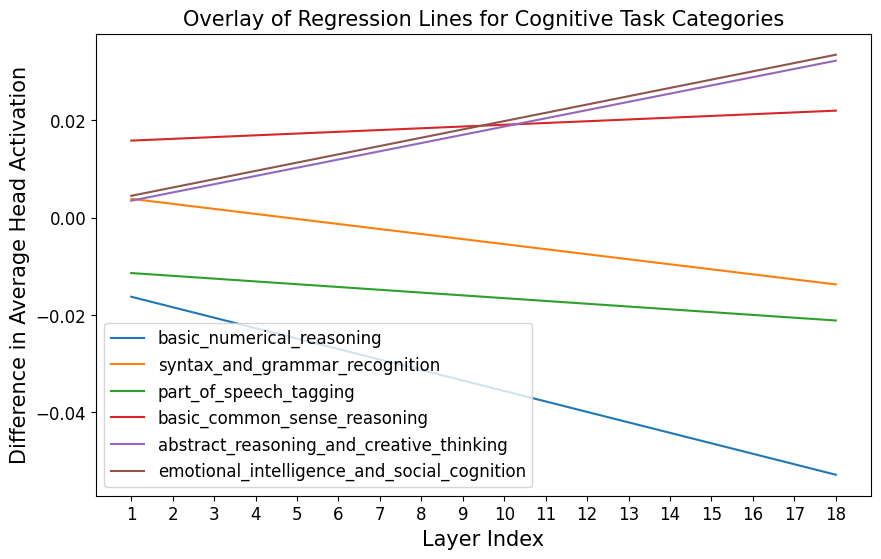 Overlay of Regression Lines for Cognitive Task Categories
Difference in Average Head Activation
0.02
0.00
−0.02
−0.04
basic_numerical_reasoning
syntax_and_grammar_recognition
part_of_speech_tagging
basic_common_sense_reasoning
abstract_reasoning_and_creative_thinking
emotional_intelligence_and_social_cognition
1 2 3 4 5 6 7 8 9 10 11 12 13 14 15 16 17 18
Layer Index